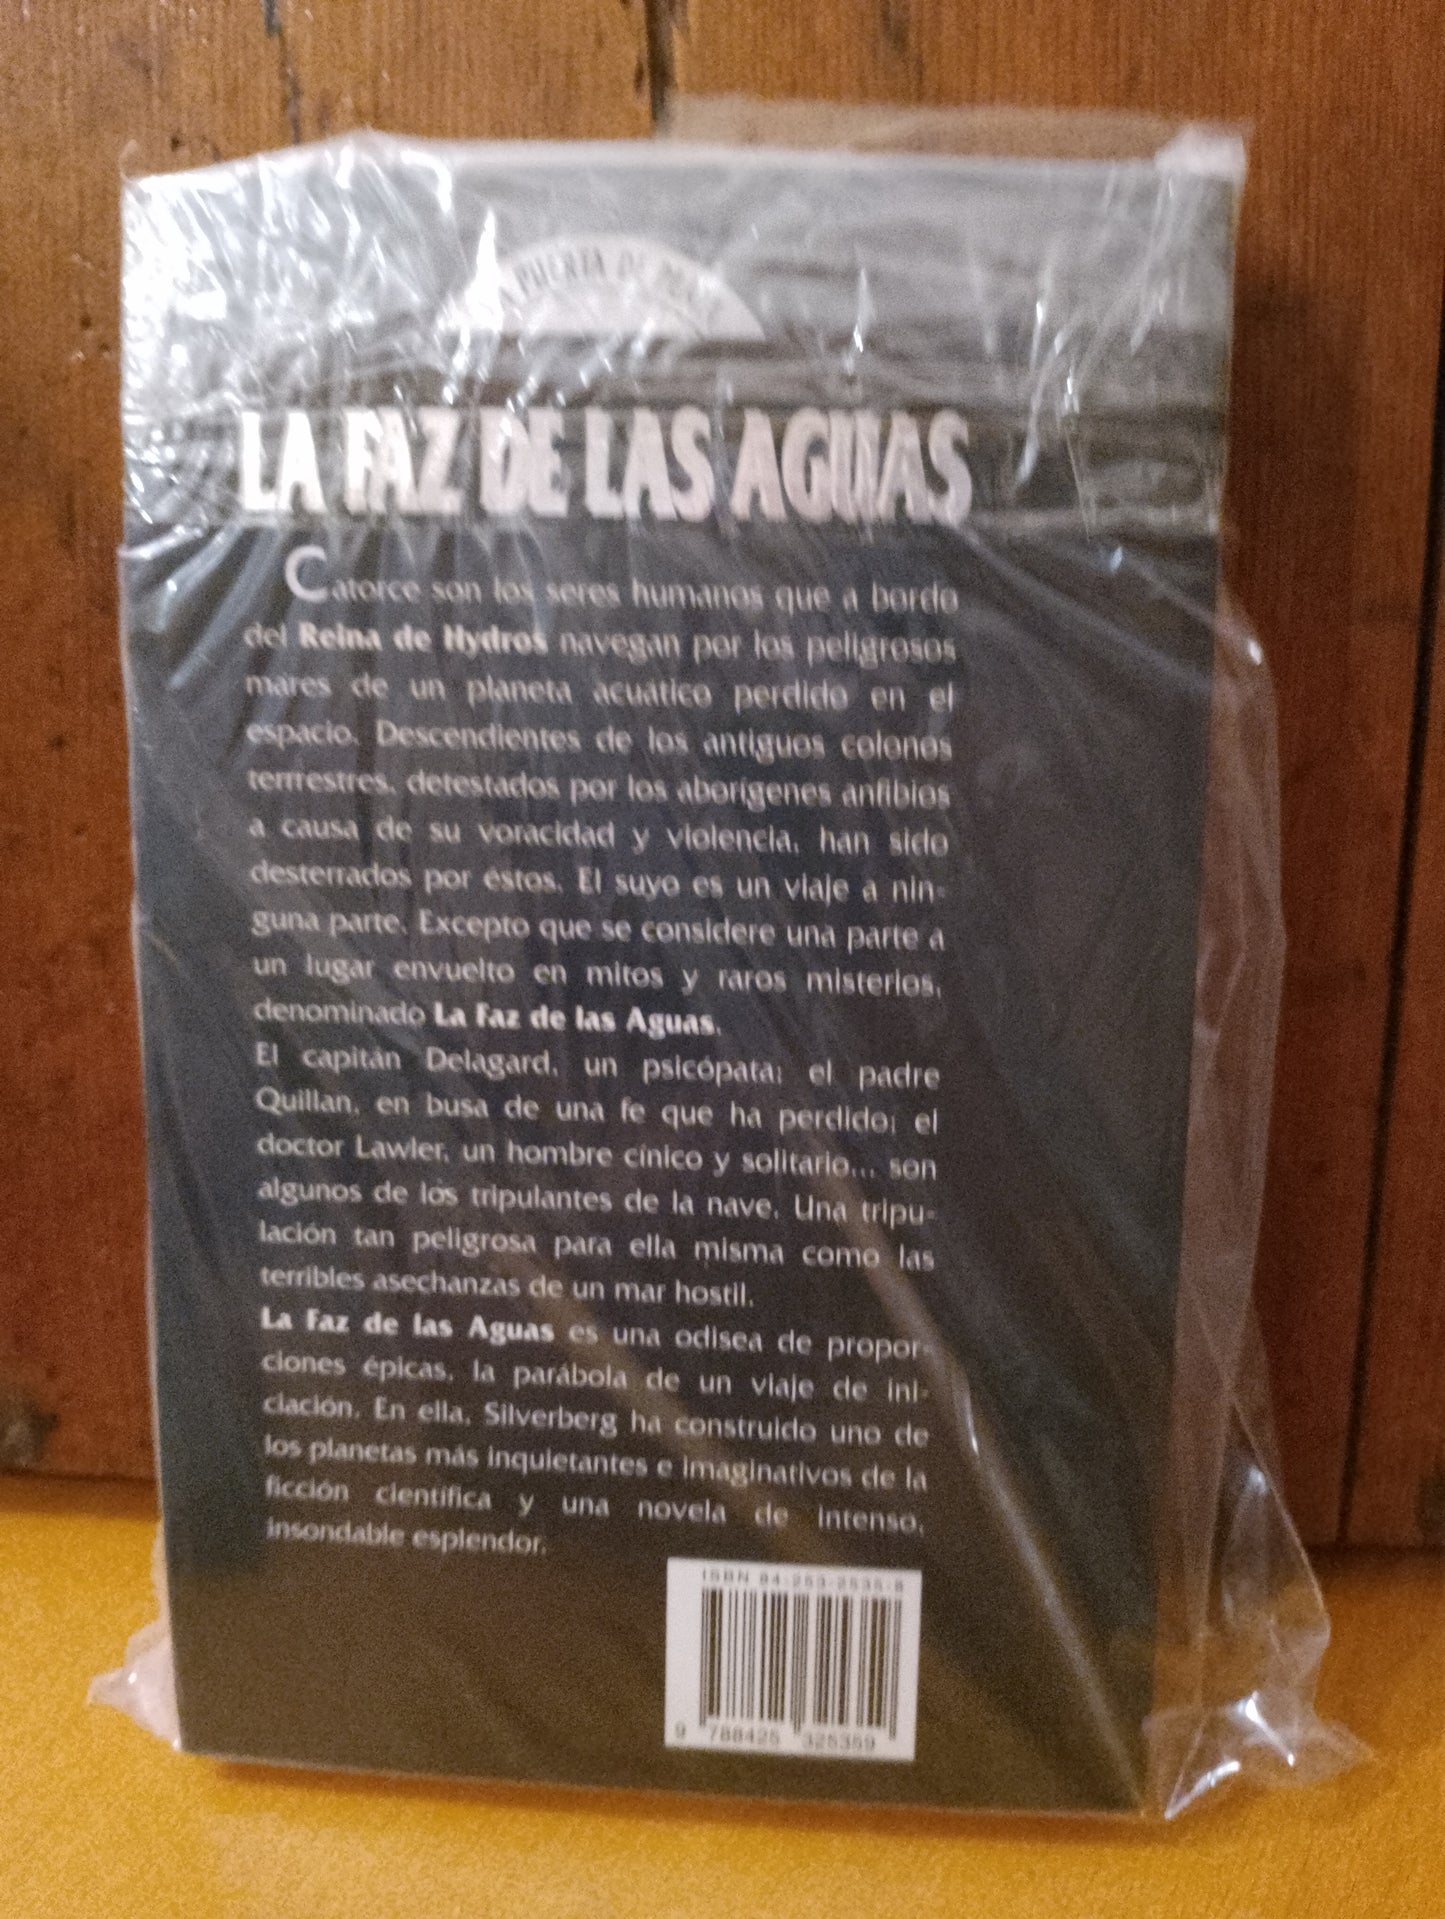 PUERTA DE
LA FAZ DE LAS AGUAS
Catorce son los seres humanos que a bordo
del Reina de Hydros navegan por los peligrosos
mares de un planeta acuático perdido en el
espacio. Descendientes de los antiguos colonos
terrrestres, detestados por los aborígenes anfibios
a causa de su voracidad y violencia, han sido
desterrados por éstos. El suyo es un viaje a nin-
guna parte. Excepto que se considere una parte a
un lugar envuelto en mitos y raros misterios,
denominado La Faz de las Aguas.
El capitán Delagard, un psicópata; el padre
Quillan, en busa de una fe que ha perdido; el
doctor Lawler, un hombre cínico y solitario... son
algunos de los tripulantes de la nave. Una tripu-
lación tan peligrosa para ella misma como las
terribles asechanzas de un mar hostil.
La Faz de las Aguas es una odisea de propor-
ciones épicas, la parábola de un viaje de ini-
ciación. En ella, Silverberg ha construido uno de
los planetas más inquietantes e imaginativos de la
ficción científica y una novela de intenso,
insondable esplendor.
ISBN 84-253-2535-8
9 788425 325359